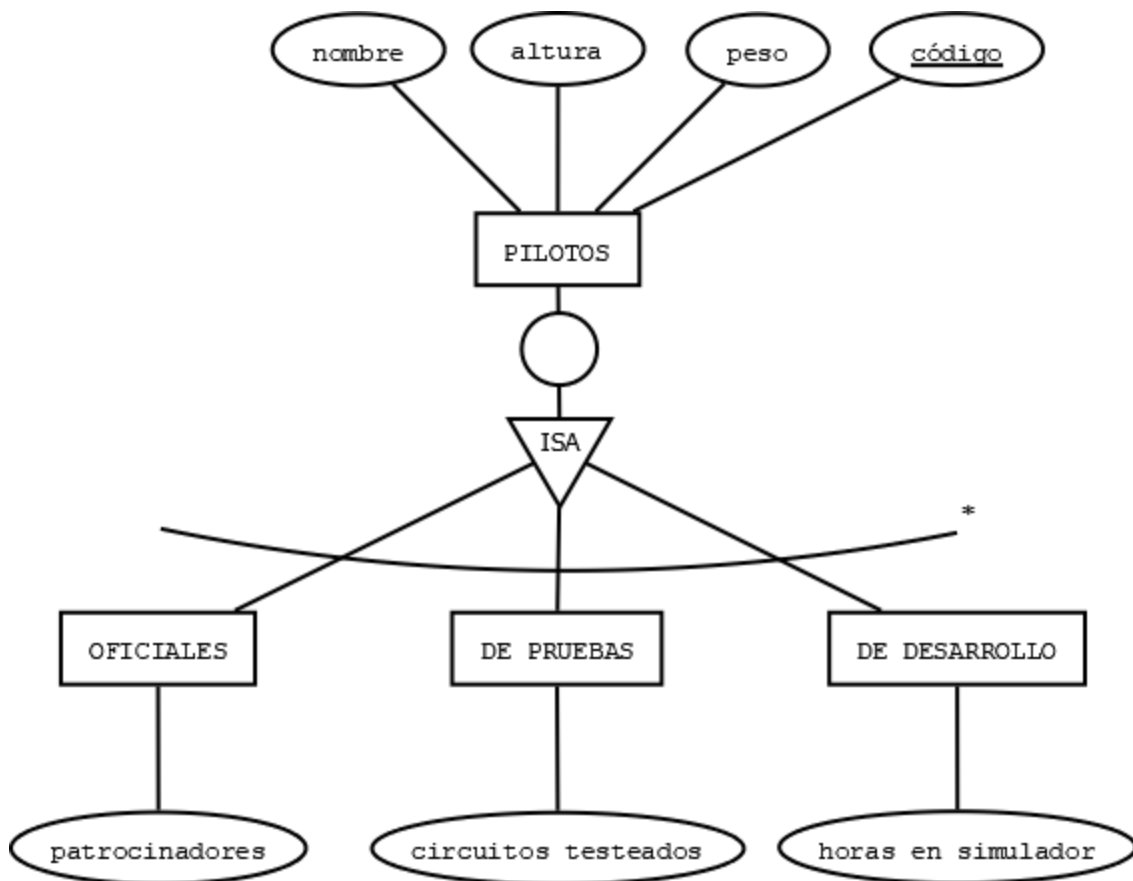 nombre
altura
peso
código
PILOTOS
ISA
*
OFICIALES
DE PRUEBAS
DE DESARROLLO
patrocinadores
circuitos testeados
horas en simulador